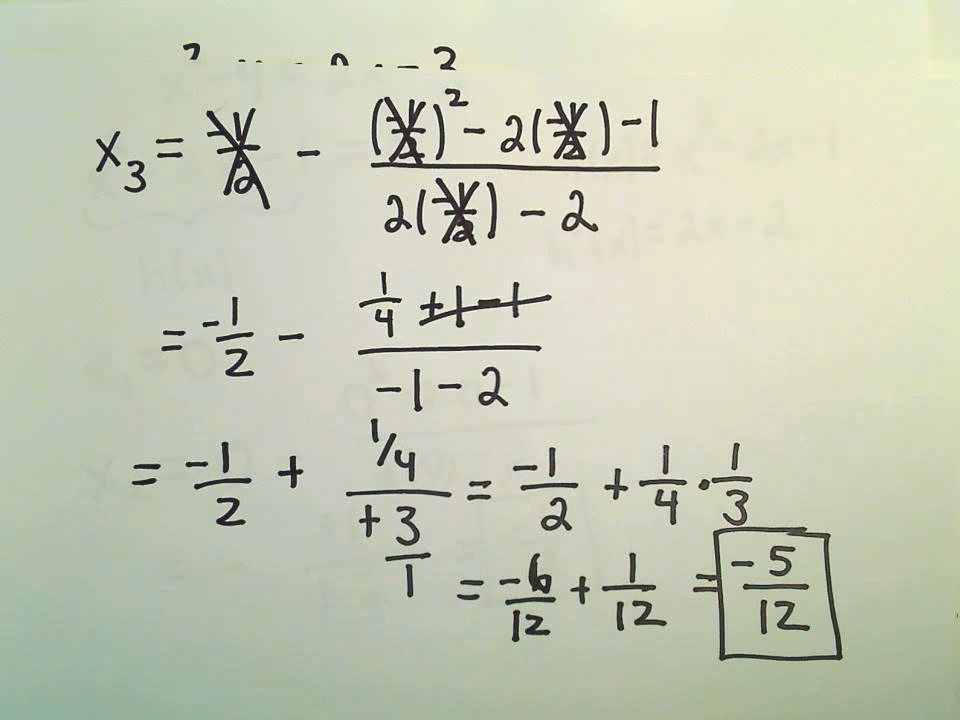 x₃ = -1/2 - ((-1/2)² - 2(-1/2) - 1)/(2(-1/2) - 2)
= -1/2 - (1/4 + 1 - 1)/(-1 - 2)
= -1/2 + (1/4)/(+3/1) = -1/2 + 1/4 · 1/3
= -6/12 + 1/12 = -5/12